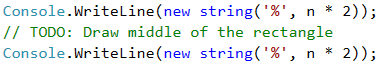 Console.WriteLine(new string('%', n * 2));
// TODO: Draw middle of the rectangle
Console.WriteLine(new string('%', n * 2));